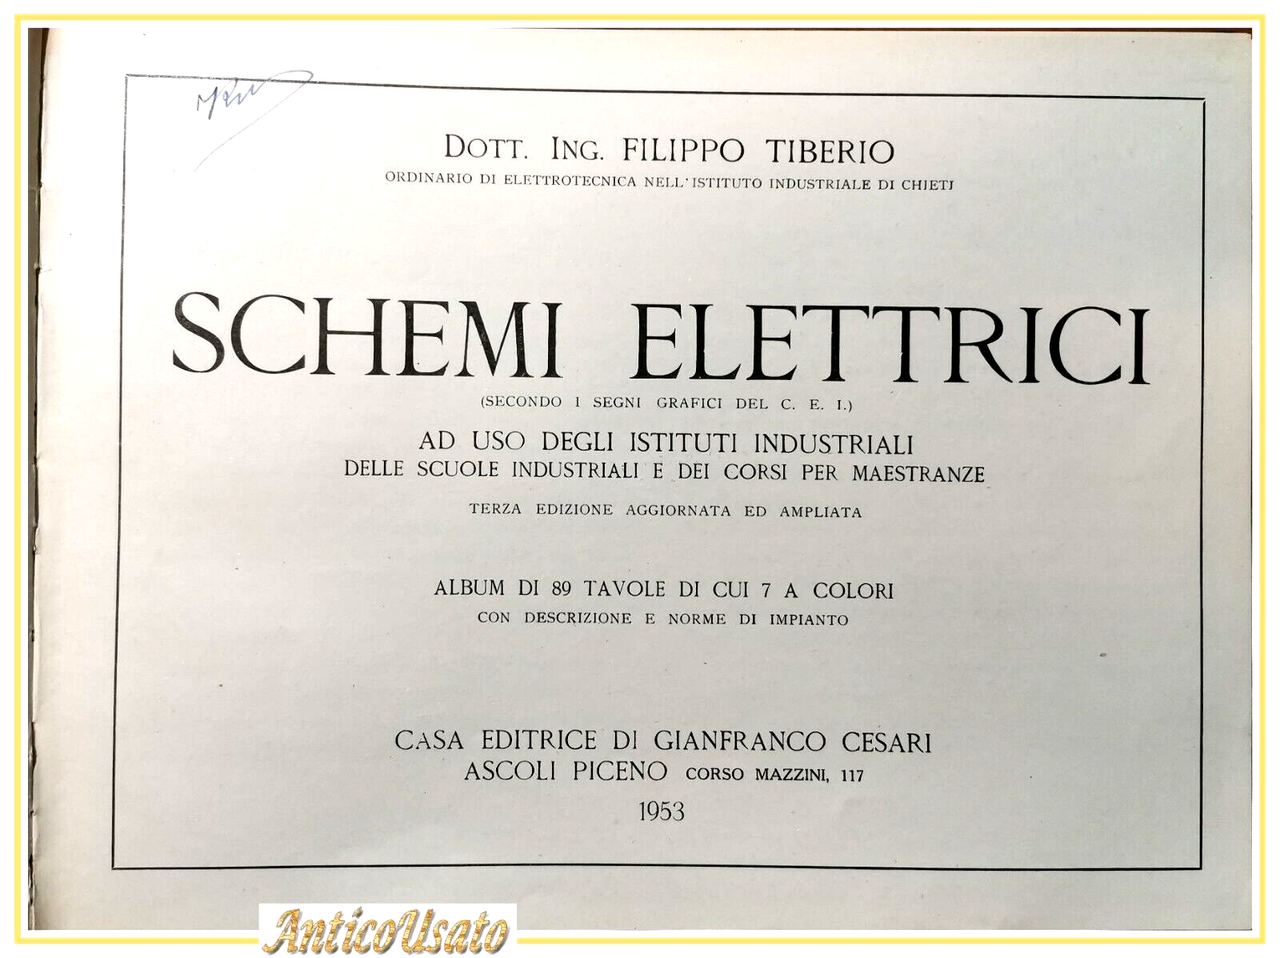 DOTT. ING. FILIPPO TIBERIO
ORDINARIO DI ELETTROTECNICA NELL'ISTITUTO INDUSTRIALE DI CHIETI
SCHEMI ELETTRICI
(SECONDO I SEGNI GRAFICI DEL C. E. I.)
AD USO DEGLI ISTITUTI INDUSTRIALI
DELLE SCUOLE INDUSTRIALI E DEI CORSI PER MAESTRANZE
TERZA EDIZIONE AGGIORNATA ED AMPLIATA
ALBUM DI 89 TAVOLE DI CUI 7 A COLORI
CON DESCRIZIONE E NORME DI IMPIANTO
CASA EDITRICE DI GIANFRANCO CESARI
ASCOLI PICENO CORSO MAZZINI, 117
1953
AnticoUsato